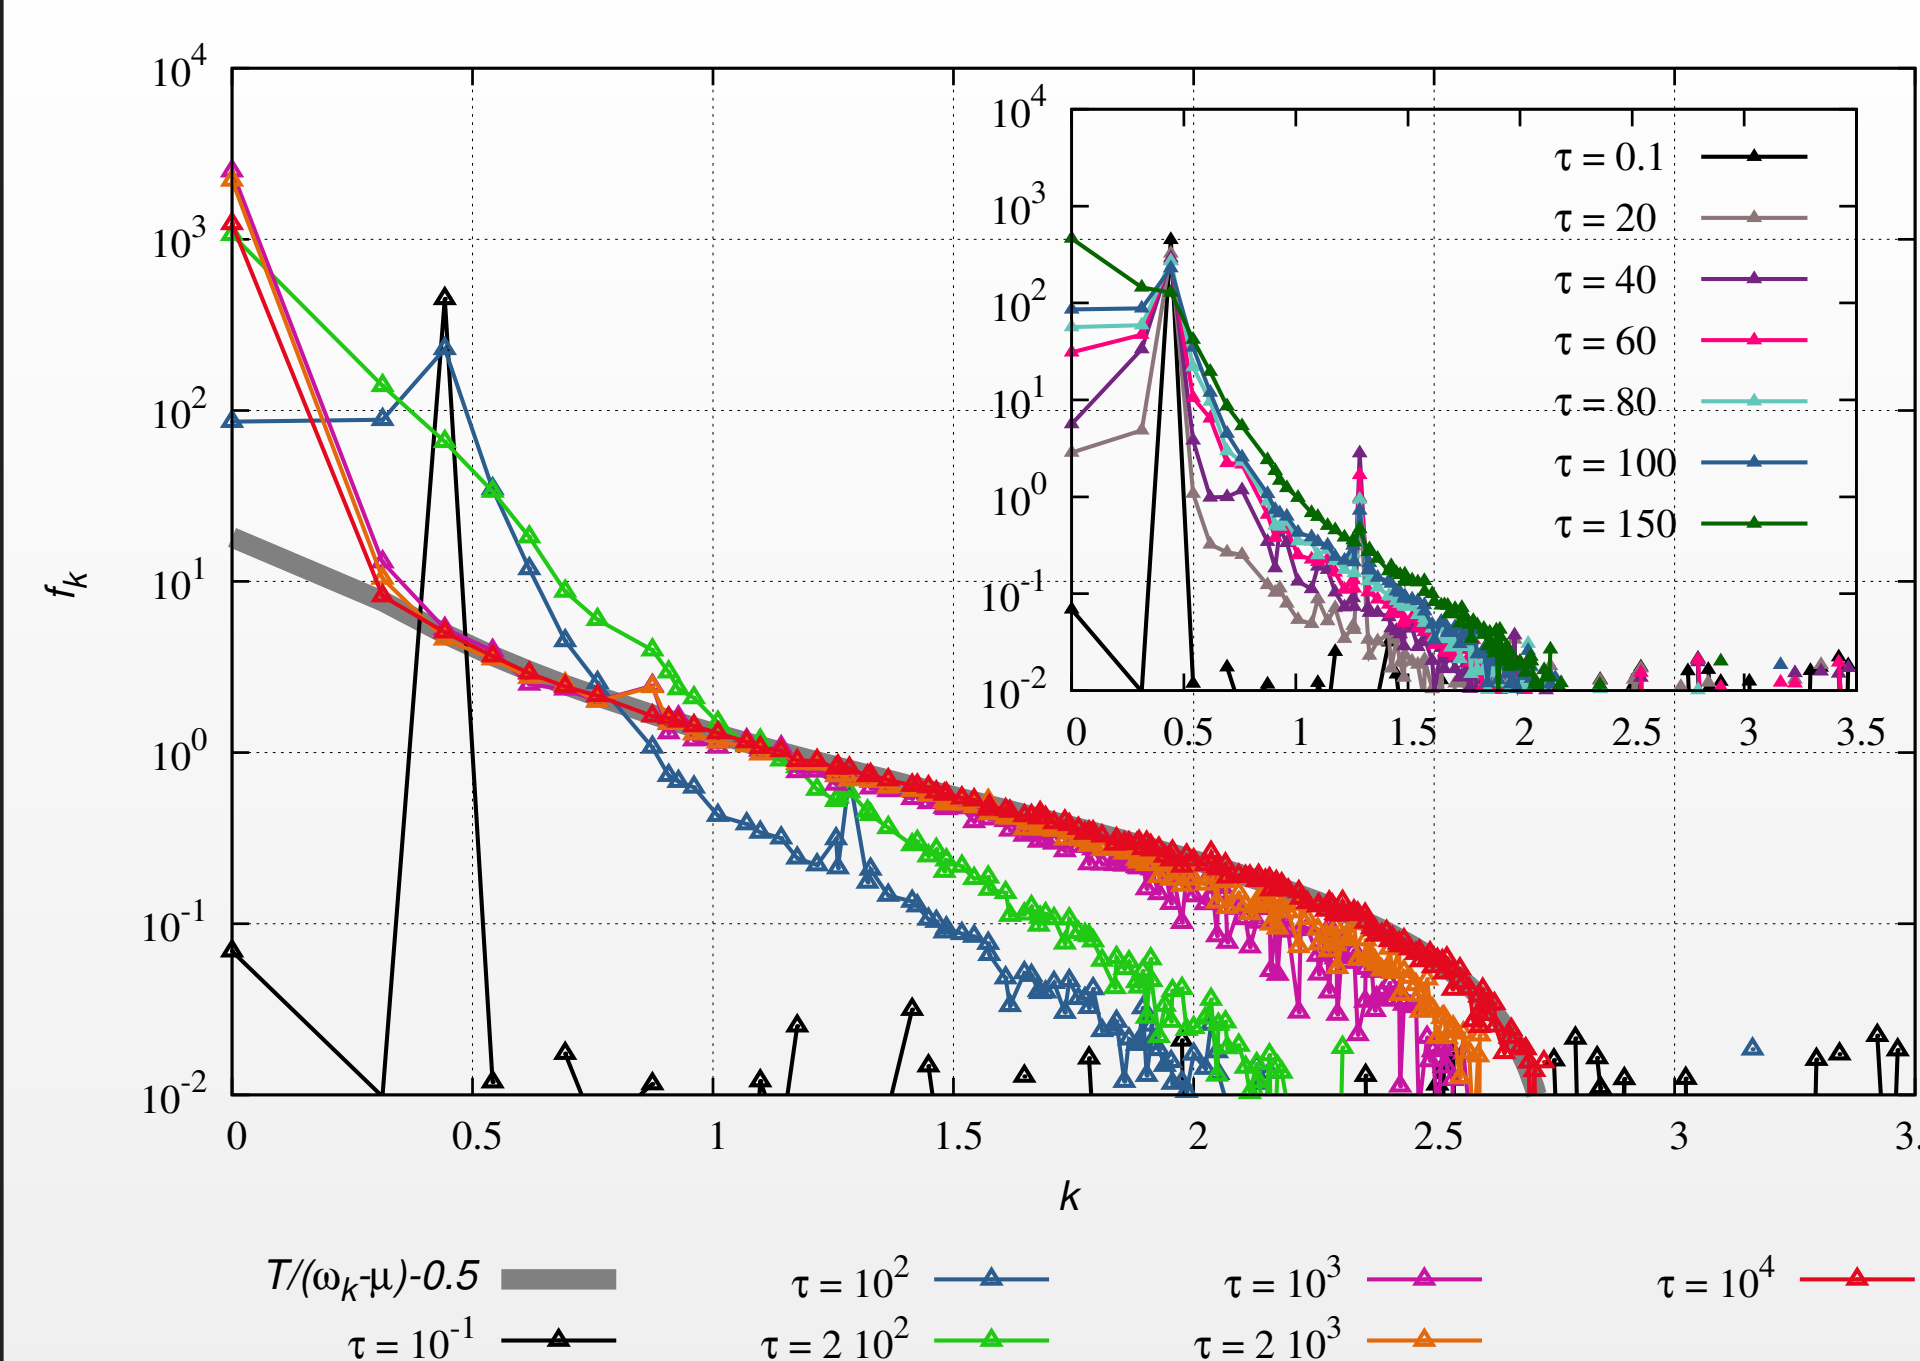 10^4
10^3
10^2
10^1
10^0
10^-1
10^-2
f_k
0 0.5 1 1.5 2 2.5 3 3.
k
10^4
10^3
10^2
10^1
10^0
10^-1
10^-2
0 0.5 1 1.5 2 2.5 3 3.5
τ = 0.1
τ = 20
τ = 40
τ = 60
τ = 80
τ = 100
τ = 150
T/(ω_k-μ)-0.5
τ = 10^2
τ = 10^3
τ = 10^4
τ = 10^-1
τ = 2 10^2
τ = 2 10^3